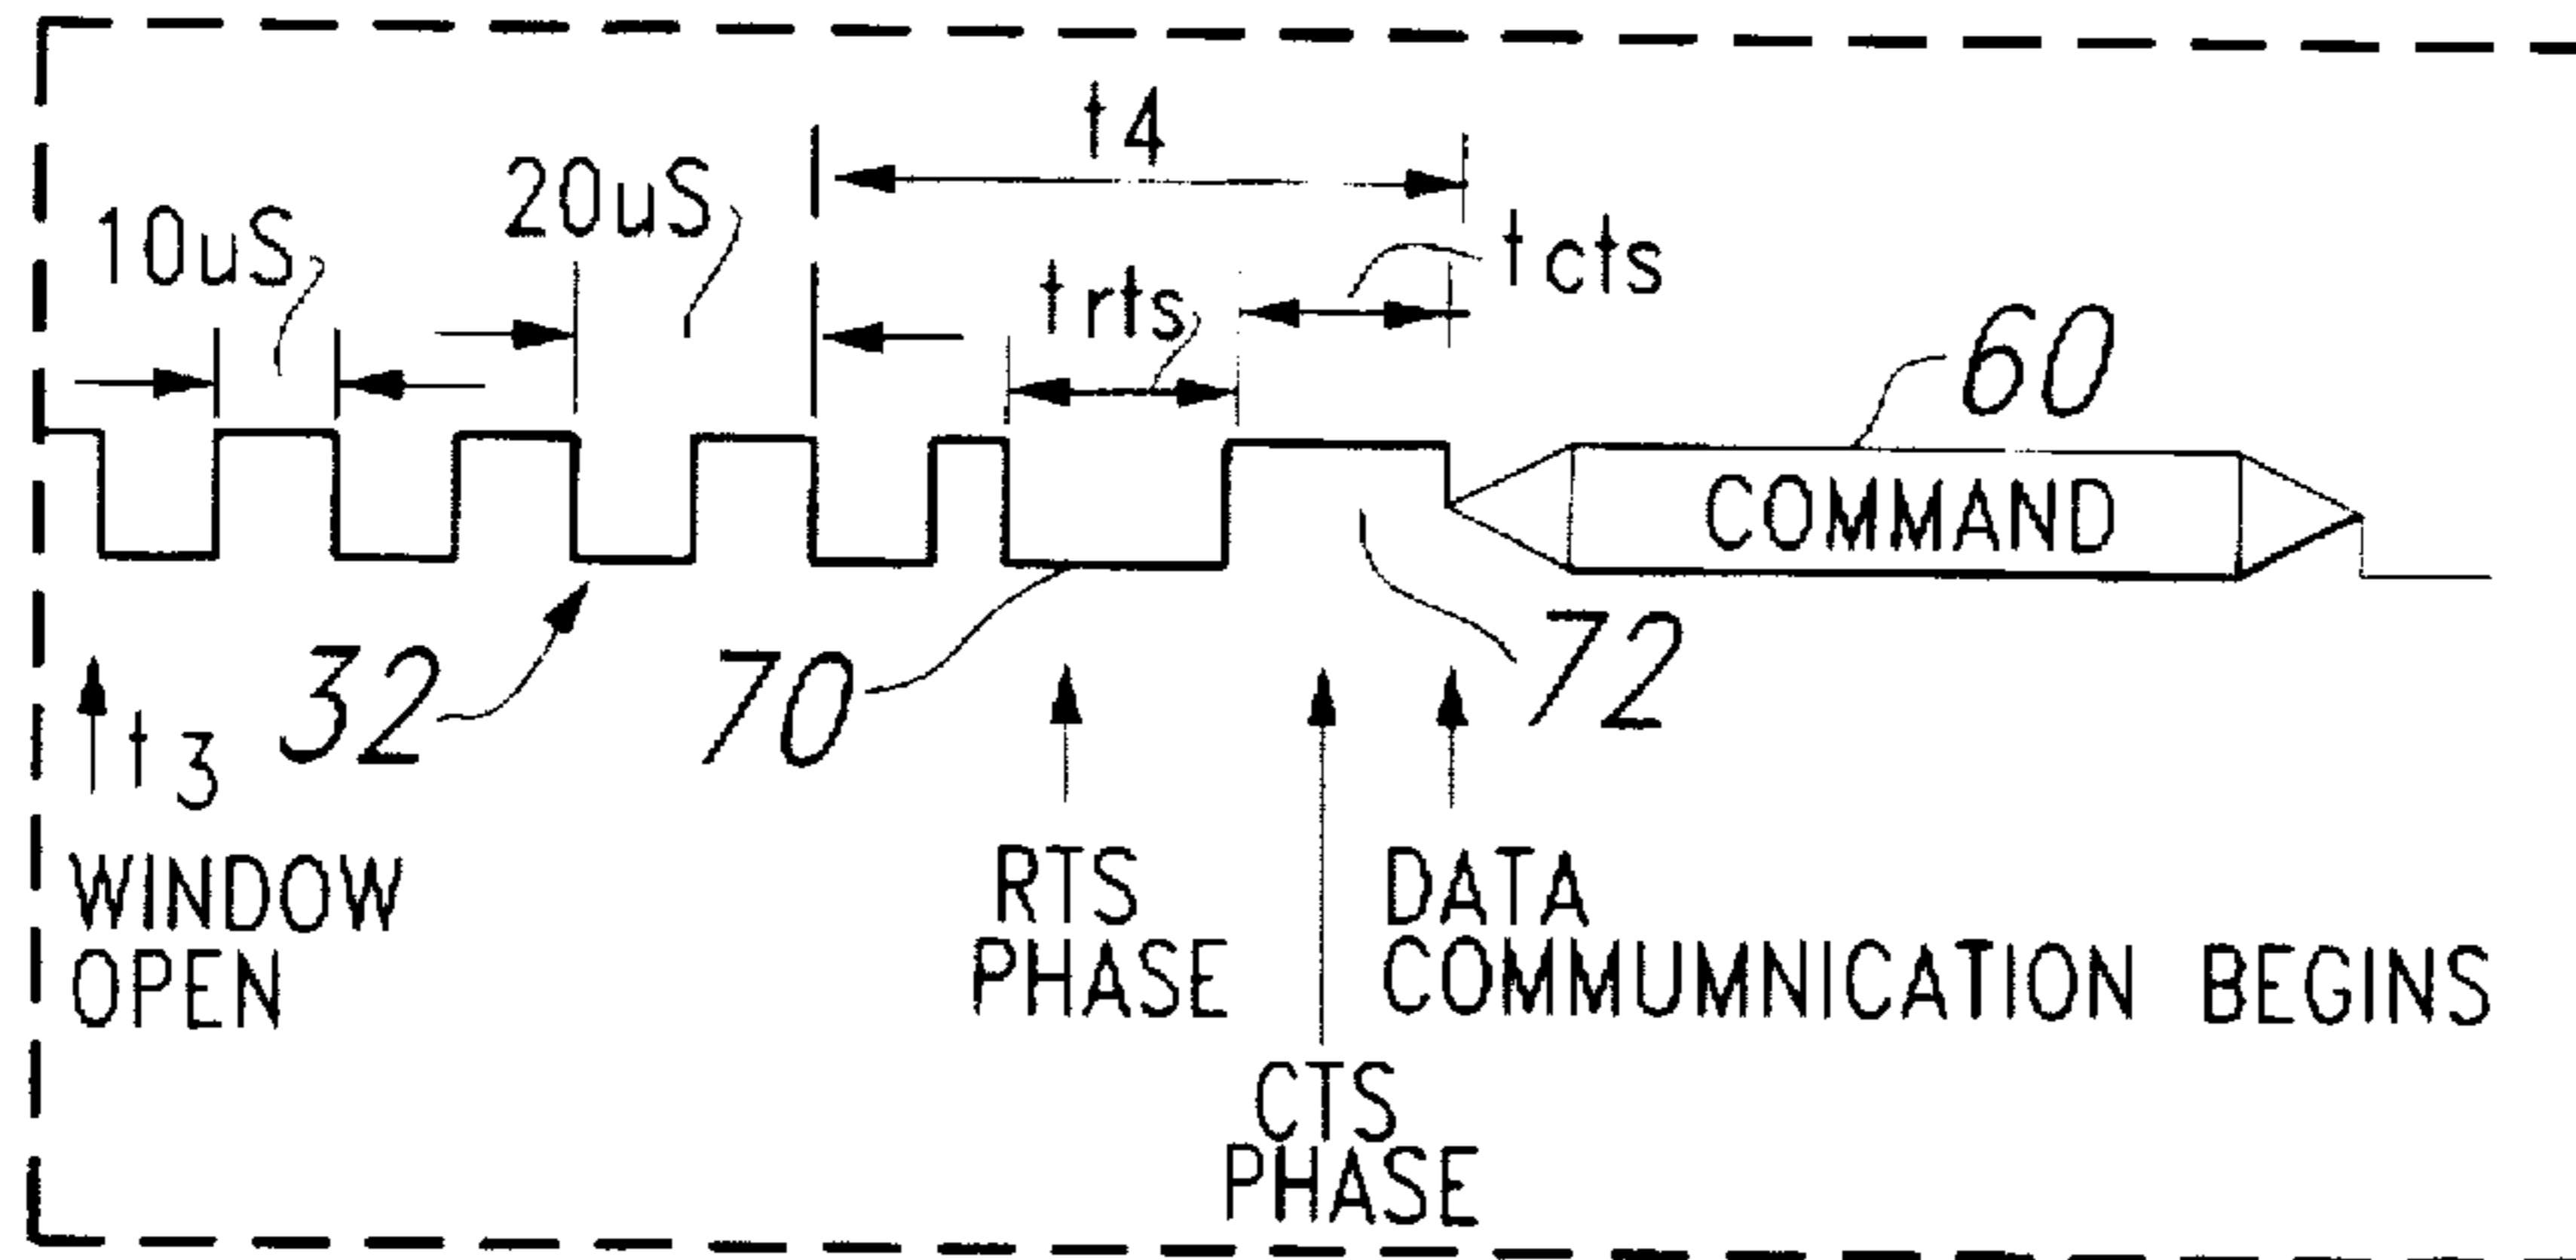 t4
20uS
10uS
tcts
trts
60
COMMAND
32
70
72
t3
WINDOW
OPEN
RTS
PHASE
DATA
COMMUMNICATION BEGINS
CTS
PHASE